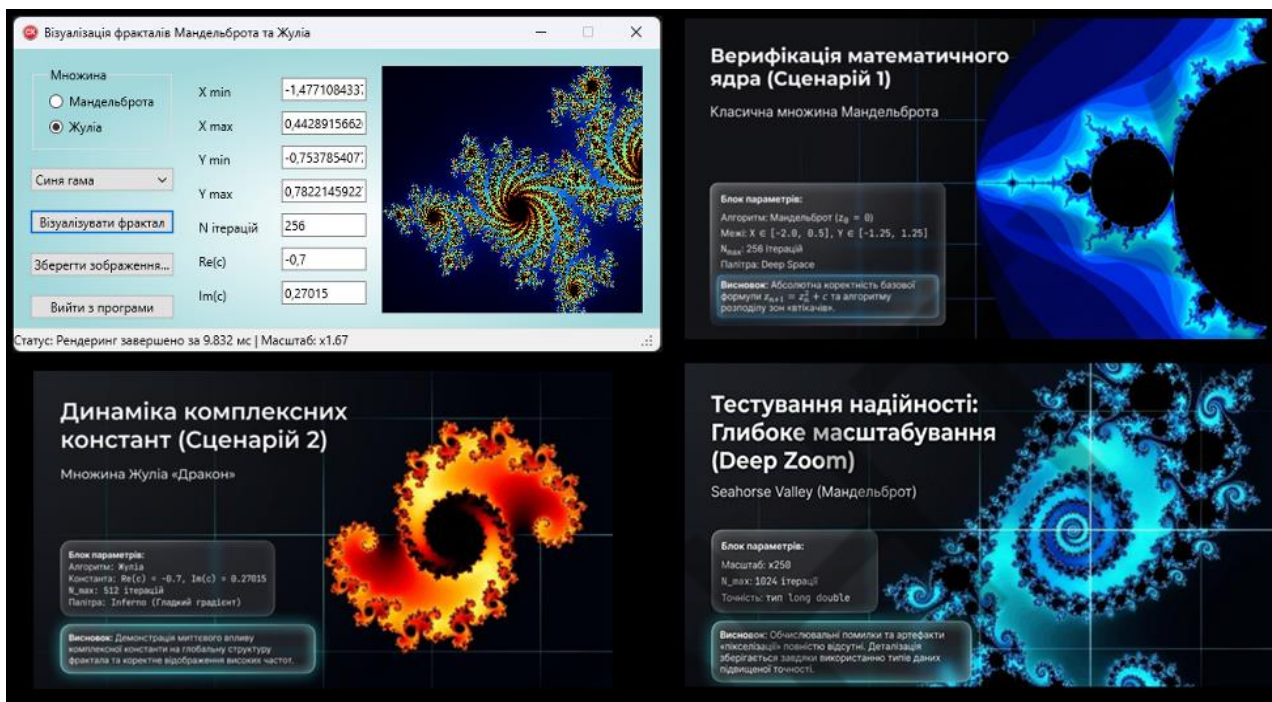 Візуалізація фракталів Мандельброта та Жуліа
Множина
Мандельброта
Жуліа
Синя гама
Візуалізувати фрактал
Зберегти зображення...
Вийти з програми
X min
-1,4771084337
X max
0,4428915662
Y min
-0,7537854077
Y max
0,7822145922
N ітерацій
256
Re(c)
-0,7
Im(c)
0,27015
Статус: Рендеринг завершено за 9.832 мс | Масштаб: x1.67
Верифікація математичного
ядра (Сценарій 1)
Класична множина Мандельброта
Блок параметрів:
Алгоритм: Мандельброт (z₀ = 0)
Межі: X ∈ [-2.0, 0.5], Y ∈ [-1.25, 1.25]
Nₘₐₓ: 256 ітерацій
Палітра: Deep Space
Висновок: Абсолютна коректність базової
формули zₙ₊₁ = zₙ² + c та алгоритму
розподілу зон «втікачів».
Динаміка комплексних
констант (Сценарій 2)
Множина Жуліа «Дракон»
Блок параметрів:
Алгоритм: Жуліа
Константа: Re(c) = -0.7, Im(c) = 0.27015
N_max: 512 ітерацій
Палітра: Inferno (Гладкий градієнт)
Висновок: Демонстрація миттєвого впливу
комплексної константи на глобальну структуру
фрактала та коректне відображення високих частот.
Тестування надійності:
Глибоке масштабування
(Deep Zoom)
Seahorse Valley (Мандельброт)
Блок параметрів:
Масштаб: x250
N_max: 1024 ітерації
Точність: тип long double
Висновок: Обчислювальні помилки та артефакти
«пікселізації» повністю відсутні. Деталізація
зберігається завдяки використанню типів даних
підвищеної точності.